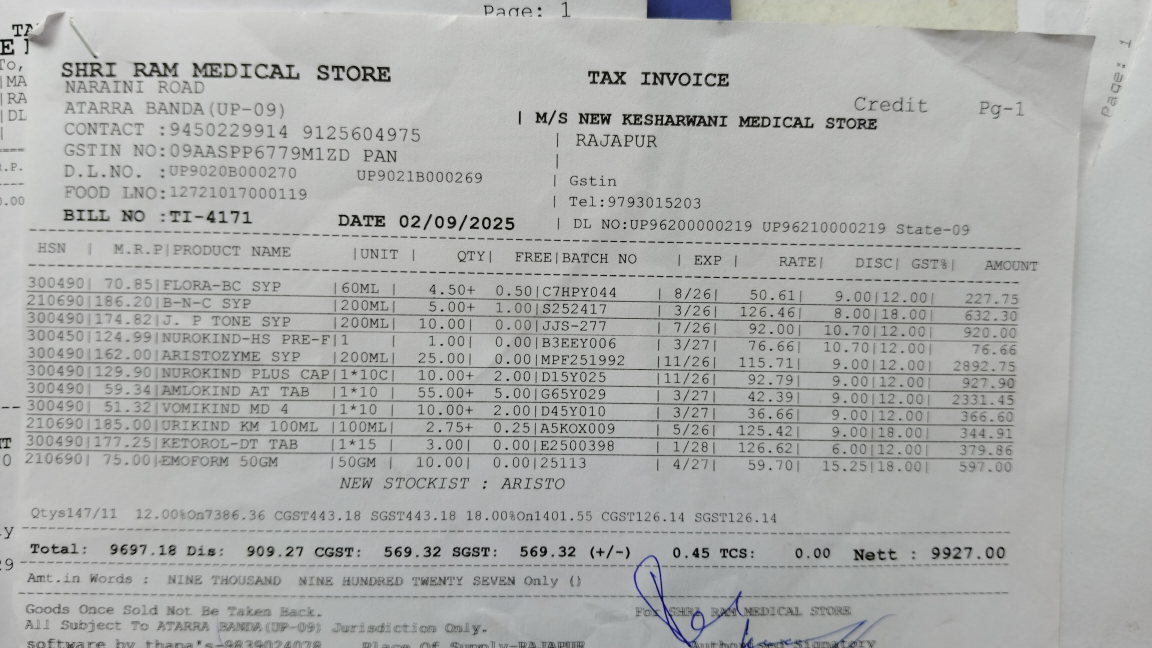 Page: 1
Page: 1
SHRI RAM MEDICAL STORE
TAX INVOICE
NARAINI ROAD
Credit Pg-1
ATARRA BANDA(UP-09)
| M/S NEW KESHARWANI MEDICAL STORE
CONTACT :9450229914 9125604975
| RAJAPUR
GSTIN NO:09AASPP6779M1ZD PAN
|
D.L.NO. :UP9020B000270 UP9021B000269
| Gstin
FOOD LNO:12721017000119
| Tel:9793015203
BILL NO :TI-4171 DATE 02/09/2025
| DL NO:UP96200000219 UP96210000219 State-09
HSN | M.R.P|PRODUCT NAME |UNIT | QTY| FREE|BATCH NO | EXP | RATE| DISC| GST%| AMOUNT
300490| 70.85|FLORA-BC SYP |60ML | 4.50+ 0.50|C7HPY044 | 8/26| 50.61| 9.00|12.00| 227.75
210690|186.20|B-N-C SYP |200ML| 5.00+ 1.00|S252417 | 3/26| 126.46| 8.00|18.00| 632.30
300490|174.82|J. P TONE SYP |200ML| 10.00| 0.00|JJS-277 | 7/26| 92.00| 10.70|12.00| 920.00
300450|124.99|NUROKIND-HS PRE-F|1 | 1.00| 0.00|B3EEY006 | 3/27| 76.66| 10.70|12.00| 76.66
300490|162.00|ARISTOZYME SYP |200ML| 25.00| 0.00|MPF251992 |11/26| 115.71| 9.00|12.00| 2892.75
300490|129.90|NUROKIND PLUS CAP|1*10C| 10.00+ 2.00|D15Y025 |11/26| 92.79| 9.00|12.00| 927.90
300490| 59.34|AMLOKIND AT TAB |1*10 | 55.00+ 5.00|G65Y029 | 3/27| 42.39| 9.00|12.00| 2331.45
300490| 51.32|VOMIKIND MD 4 |1*10 | 10.00+ 2.00|D45Y010 | 3/27| 36.66| 9.00|12.00| 366.60
210690|185.00|URIKIND KM 100ML |100ML| 2.75+ 0.25|A5KOX009 | 5/26| 125.42| 9.00|18.00| 344.91
300490|177.25|KETOROL-DT TAB |1*15 | 3.00| 0.00|E2500398 | 1/28| 126.62| 6.00|12.00| 379.86
210690| 75.00|EMOFORM 50GM |50GM | 10.00| 0.00|25113 | 4/27| 59.70| 15.25|18.00| 597.00
NEW STOCKIST : ARISTO
Qtys147/11 12.00%On7386.36 CGST443.18 SGST443.18 18.00%On1401.55 CGST126.14 SGST126.14
Total: 9697.18 Dis: 909.27 CGST: 569.32 SGST: 569.32 (+/-) 0.45 TCS: 0.00 Nett : 9927.00
Amt.in Words : NINE THOUSAND NINE HUNDRED TWENTY SEVEN Only ()
Goods Once Sold Not Be Taken Back.
For SHRI RAM MEDICAL STORE
All Subject To ATARRA BANDA(UP-09) Jurisdiction Only.
software by thapa's-9839024078 Place Of Supply-RAJAPUR Authorised Signatory